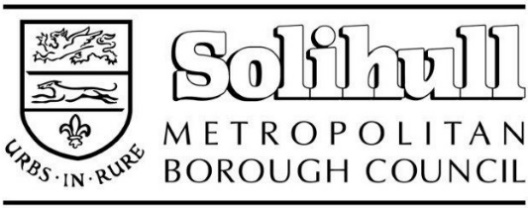 Solihull
METROPOLITAN
BOROUGH COUNCIL
URBS·IN·RURE